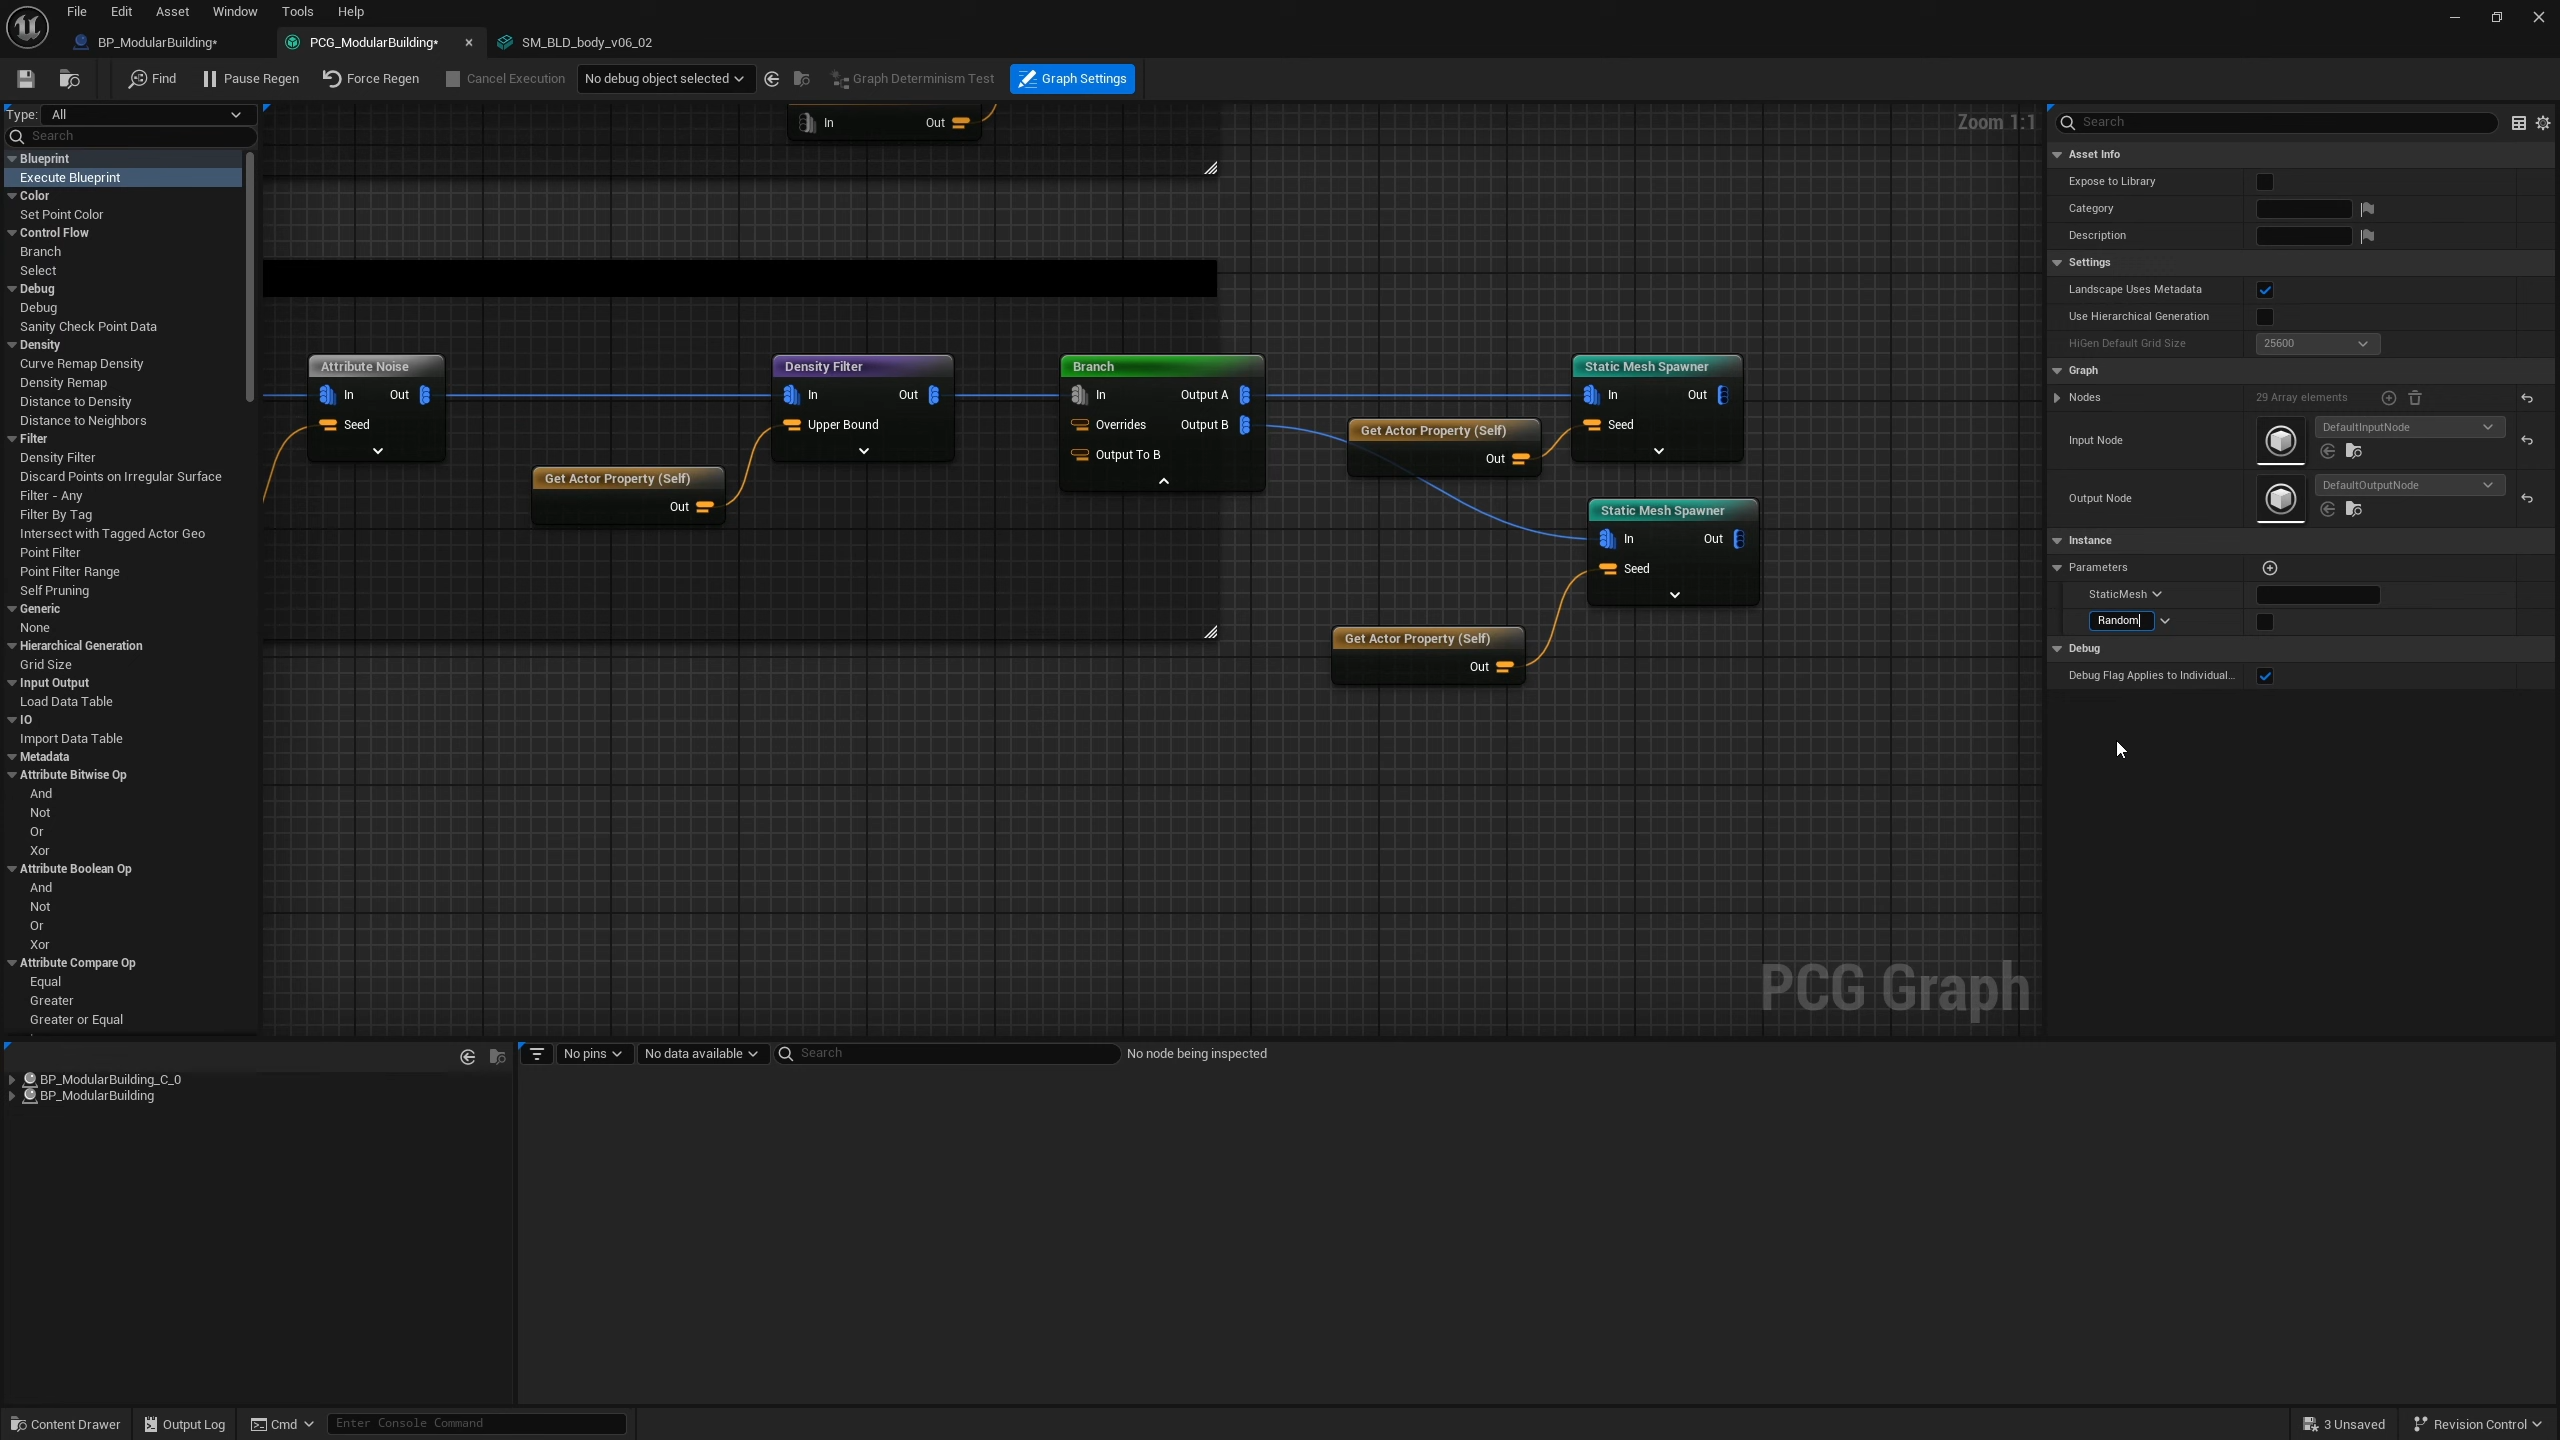 File Edit Asset Window Tools Help
BP_ModularBuilding* PCG_ModularBuilding* SM_BLD_body_v06_02
Find Pause Regen Force Regen Cancel Execution No debug object selected Graph Determinism Test Graph Settings
Type: All
Search
Blueprint
Execute Blueprint
Color
Set Point Color
Control Flow
Branch
Select
Debug
Debug
Sanity Check Point Data
Density
Curve Remap Density
Density Remap
Distance to Density
Distance to Neighbors
Filter
Density Filter
Discard Points on Irregular Surface
Filter - Any
Filter By Tag
Intersect with Tagged Actor Geo
Point Filter
Point Filter Range
Self Pruning
Generic
None
Hierarchical Generation
Grid Size
Input Output
Load Data Table
IO
Import Data Table
Metadata
Attribute Bitwise Op
And
Not
Or
Xor
Attribute Boolean Op
And
Not
Or
Xor
Attribute Compare Op
Equal
Greater
Greater or Equal
In Out
Zoom 1:1
Attribute Noise
In Out
Seed
Get Actor Property (Self)
Out
Density Filter
In Out
Upper Bound
Branch
In Output A
Overrides Output B
Output To B
Get Actor Property (Self)
Out
Static Mesh Spawner
In Out
Seed
Static Mesh Spawner
In Out
Seed
Get Actor Property (Self)
Out
PCG Graph
Search
Asset Info
Expose to Library
Category
Description
Settings
Landscape Uses Metadata
Use Hierarchical Generation
HiGen Default Grid Size 25600
Graph
Nodes 29 Array elements
Input Node DefaultInputNode
Output Node DefaultOutputNode
Instance
Parameters
StaticMesh
Random
Debug
Debug Flag Applies to Individual...
BP_ModularBuilding_C_0
BP_ModularBuilding
No pins No data available Search No node being inspected
Content Drawer Output Log Cmd Enter Console Command 3 Unsaved Revision Control